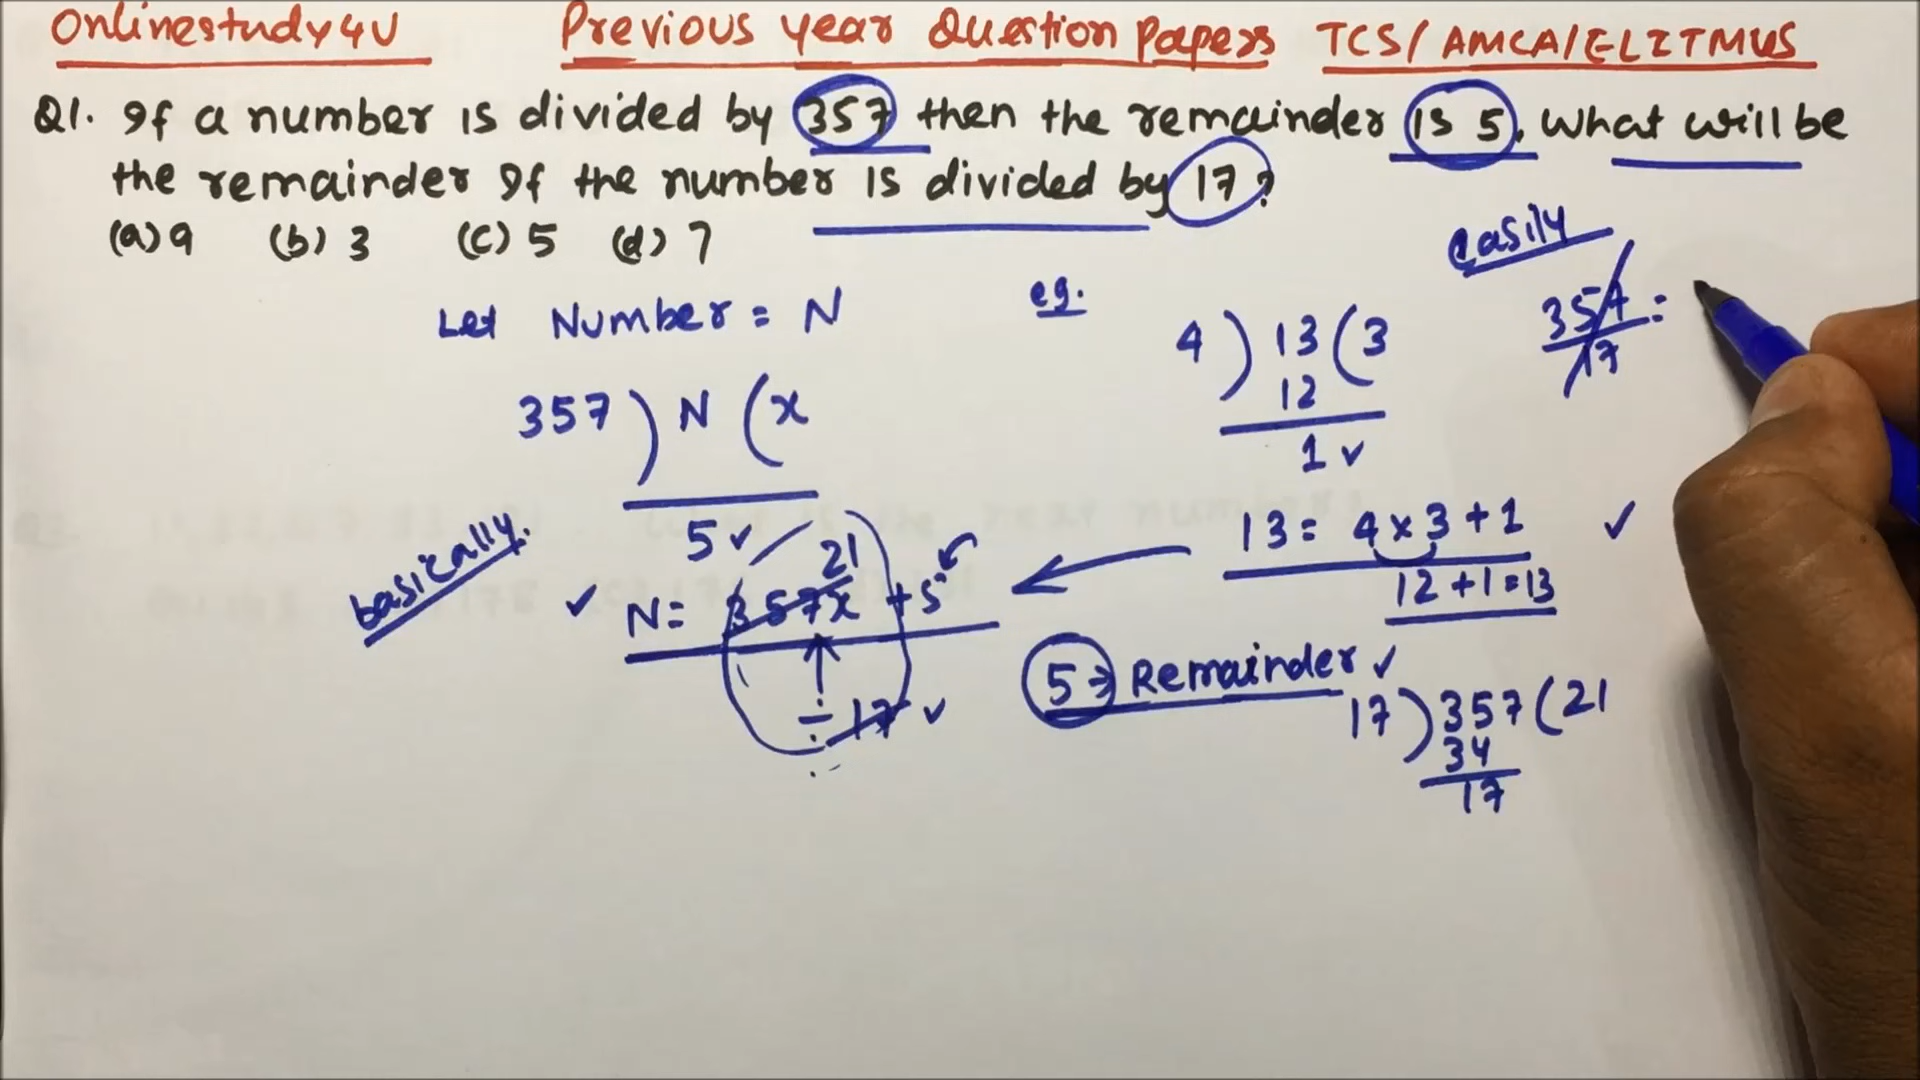 Onlinestudy4U Previous year Question Papers TCS/AMCA/ELITMUS
Q1. If a number is divided by 357 then the remainder is 5, what will be
the remainder If the number is divided by 17?
(a) 9 (b) 3 (c) 5 (d) 7
easily
Let Number = N
eg.
357/17 =
4) 13 (3
12
1 ✓
357) N (x
5 ✓
basically.
13 = 4 x 3 + 1 ✓
12 + 1 = 13
21
✓ N = 357x + 5
÷ 17 ✓
5 → Remainder ✓
17) 357 (21
34
17